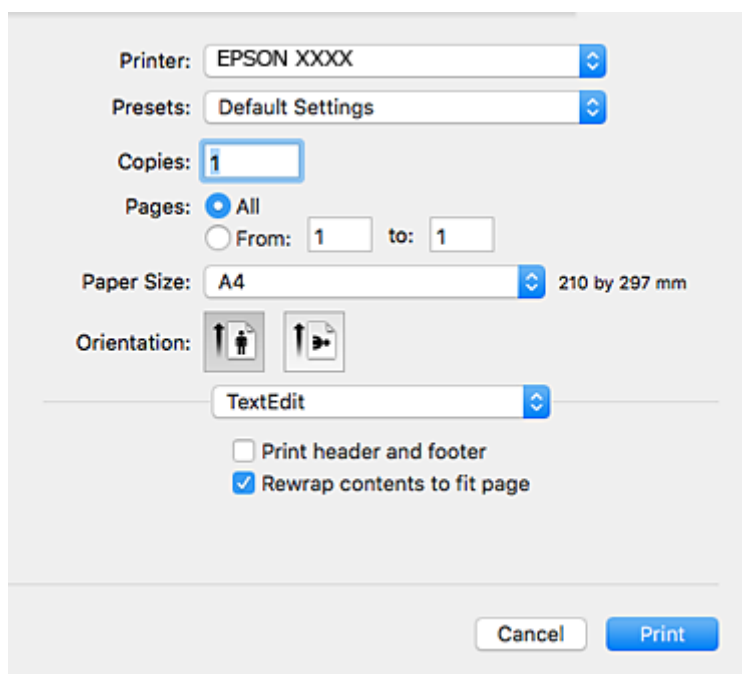 Printer: EPSON XXXX
Presets: Default Settings
Copies: 1
Pages: All
From: 1 to: 1
Paper Size: A4 210 by 297 mm
Orientation:
TextEdit
Print header and footer
Rewrap contents to fit page
Cancel Print